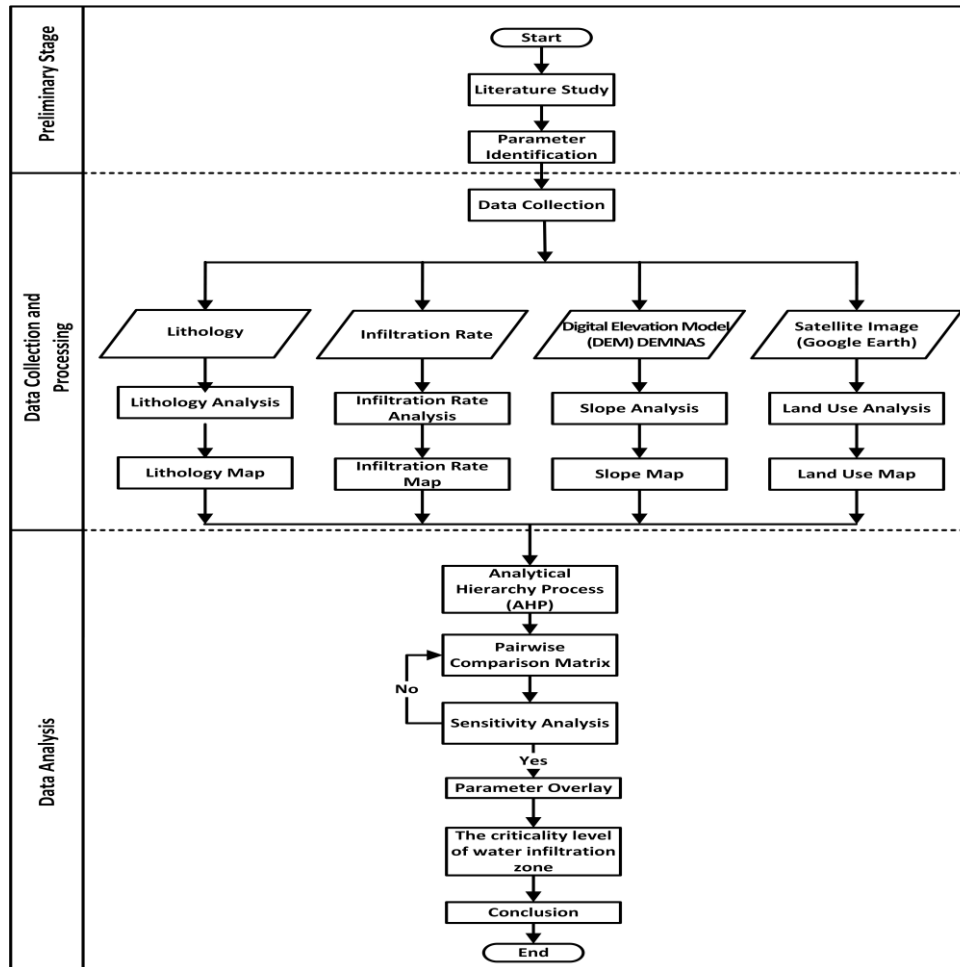 Preliminary Stage
Start
Literature Study
Parameter
Identification
Data Collection and
Processing
Data Collection
Lithology
Infiltration Rate
Digital Elevation Model
(DEM) DEMNAS
Satellite Image
(Google Earth)
Lithology Analysis
Infiltration Rate
Analysis
Slope Analysis
Land Use Analysis
Lithology Map
Infiltration Rate
Map
Slope Map
Land Use Map
Data Analysis
Analytical
Hierarchy Process
(AHP)
Pairwise
Comparison Matrix
No
Sensitivity Analysis
Yes
Parameter Overlay
The criticality level
of water infiltration
zone
Conclusion
End